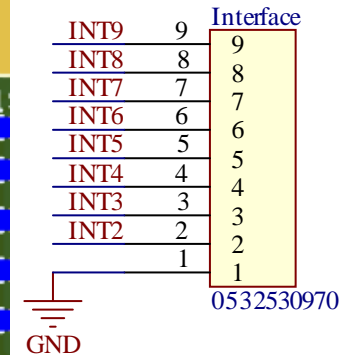 Interface
INT9 9 9
INT8 8 8
INT7 7 7
INT6 6 6
INT5 5 5
INT4 4 4
INT3 3 3
INT2 2 2
1 1
0532530970
GND